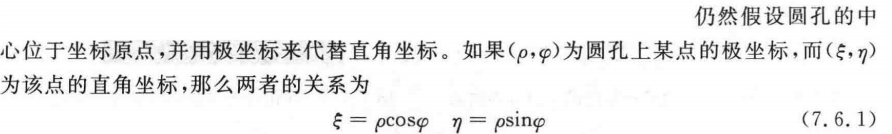 仍然假设圆孔的中
心位于坐标原点,并用极坐标来代替直角坐标。如果(ρ,φ)为圆孔上某点的极坐标,而(ξ,η)
为该点的直角坐标,那么两者的关系为
ξ = ρcosφ η = ρsinφ (7.6.1)